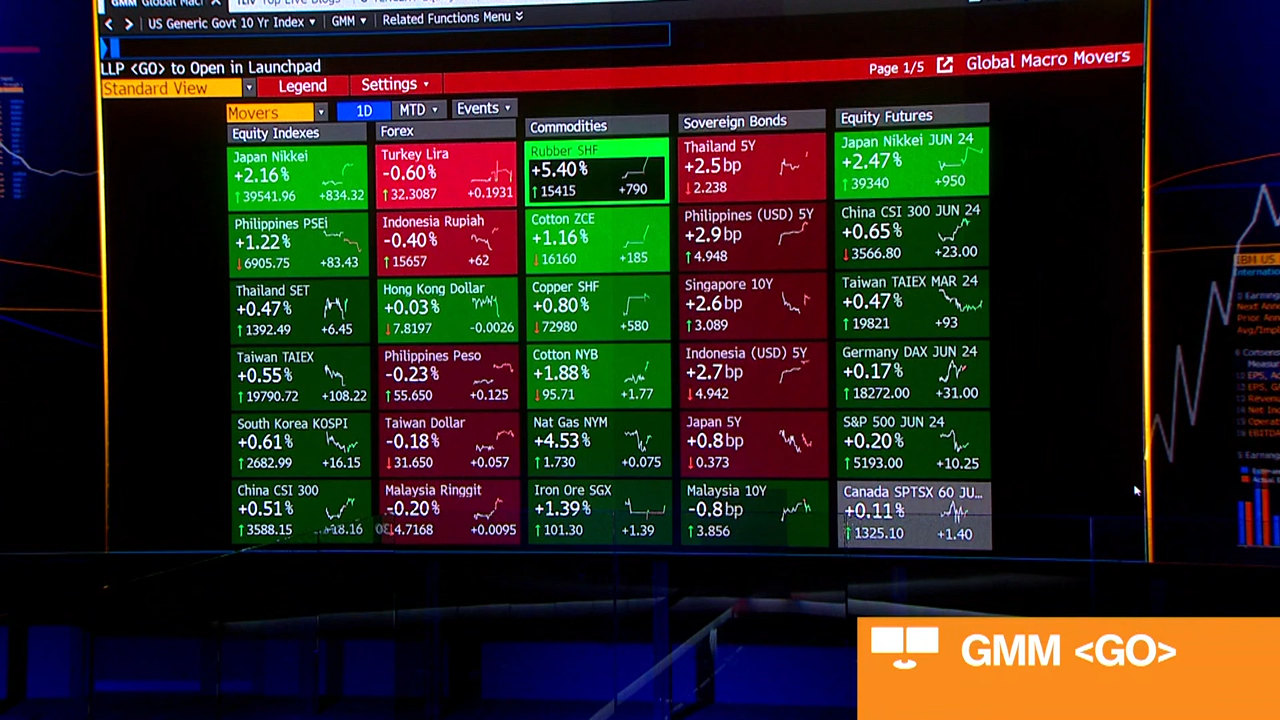 GMM Global Maci
US Generic Govt 10 Yr Index GMM Related Functions Menu
LLP <GO> to Open in Launchpad
Page 1/5 Global Macro Movers
Standard View Legend Settings
Movers 1D MTD Events
Equity Indexes
Japan Nikkei
+2.16%
↑39541.96 +834.32
Philippines PSEi
+1.22%
↓6905.75 +83.43
Thailand SET
+0.47%
↑1392.49 +6.45
Taiwan TAIEX
+0.55%
↑19790.72 +108.22
South Korea KOSPI
+0.61%
↑2682.99 +16.15
China CSI 300
+0.51%
↑3588.15 +18.16
Forex
Turkey Lira
-0.60%
↑32.3087 +0.1931
Indonesia Rupiah
-0.40%
↑15657 +62
Hong Kong Dollar
+0.03%
↓7.8197 -0.0026
Philippines Peso
-0.23%
↑55.650 +0.125
Taiwan Dollar
-0.18%
↓31.650 +0.057
Malaysia Ringgit
-0.20%
↓4.7168 +0.0095
Commodities
Rubber SHF
+5.40%
↑15415 +790
Cotton ZCE
+1.16%
↓16160 +185
Copper SHF
+0.80%
↓72980 +580
Cotton NYB
+1.88%
↓95.71 +1.77
Nat Gas NYM
+4.53%
↑1.730 +0.075
Iron Ore SGX
+1.39%
↑101.30 +1.39
Sovereign Bonds
Thailand 5Y
+2.5bp
↓2.238
Philippines (USD) 5Y
+2.9bp
↑4.948
Singapore 10Y
+2.6bp
↑3.089
Indonesia (USD) 5Y
+2.7bp
↓4.942
Japan 5Y
+0.8bp
↓0.373
Malaysia 10Y
-0.8bp
↑3.856
Equity Futures
Japan Nikkei JUN 24
+2.47%
↑39340 +950
China CSI 300 JUN 24
+0.65%
↓3566.80 +23.00
Taiwan TAIEX MAR 24
+0.47%
↑19821 +93
Germany DAX JUN 24
+0.17%
↑18272.00 +31.00
S&P 500 JUN 24
+0.20%
↑5193.00 +10.25
Canada SPTSX 60 JU...
+0.11%
↑1325.10 +1.40
IBM US
GMM <GO>